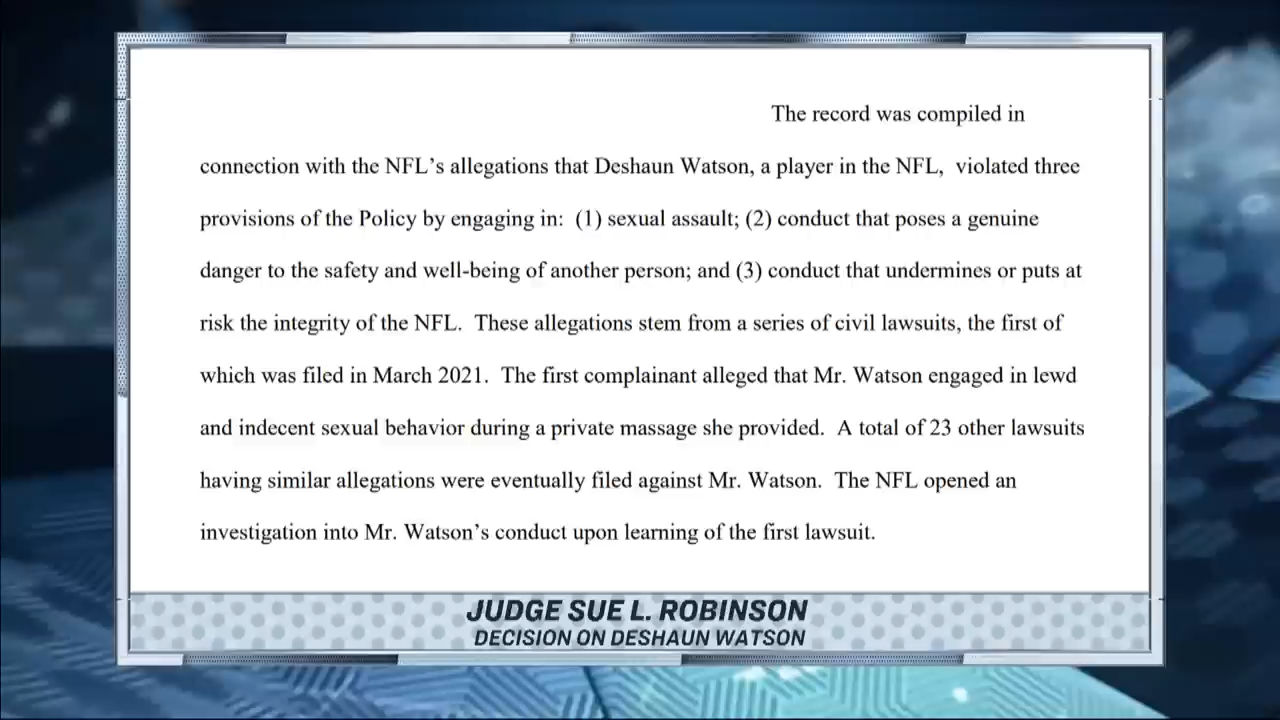 The record was compiled in
connection with the NFL’s allegations that Deshaun Watson, a player in the NFL,  violated three
provisions of the Policy by engaging in:  (1) sexual assault; (2) conduct that poses a genuine
danger to the safety and well-being of another person; and (3) conduct that undermines or puts at
risk the integrity of the NFL.  These allegations stem from a series of civil lawsuits, the first of
which was filed in March 2021.  The first complainant alleged that Mr. Watson engaged in lewd
and indecent sexual behavior during a private massage she provided.  A total of 23 other lawsuits
having similar allegations were eventually filed against Mr. Watson.  The NFL opened an
investigation into Mr. Watson’s conduct upon learning of the first lawsuit.
JUDGE SUE L. ROBINSON
DECISION ON DESHAUN WATSON